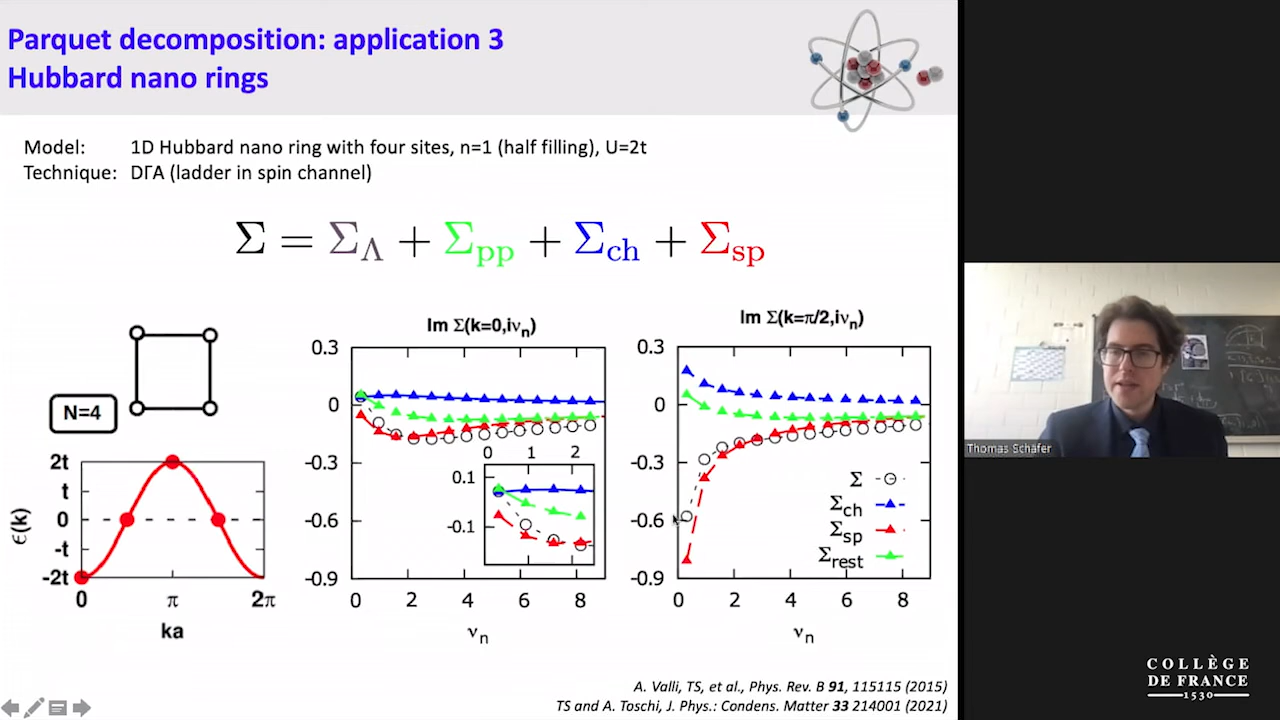 Parquet decomposition: application 3
Hubbard nano rings
Model: 1D Hubbard nano ring with four sites, n=1 (half filling), U=2t
Technique: DΓA (ladder in spin channel)
Σ = Σ_Λ + Σ_pp + Σ_ch + Σ_sp
N=4
2t
t
0
-t
-2t
ϵ(k)
0 π 2π
ka
Im Σ(k=0,iν_n)
0.3
0
-0.3
-0.6
-0.9
0 2 4 6 8
ν_n
0 1 2
0.1
-0.1
Im Σ(k=π/2,iν_n)
0.3
0
-0.3
-0.6
-0.9
0 2 4 6 8
ν_n
Σ
Σ_ch
Σ_sp
Σ_rest
A. Valli, TS, et al., Phys. Rev. B 91, 115115 (2015)
TS and A. Toschi, J. Phys.: Condens. Matter 33 214001 (2021)
Thomas Schäfer
COLLÈGE
DE FRANCE
1530